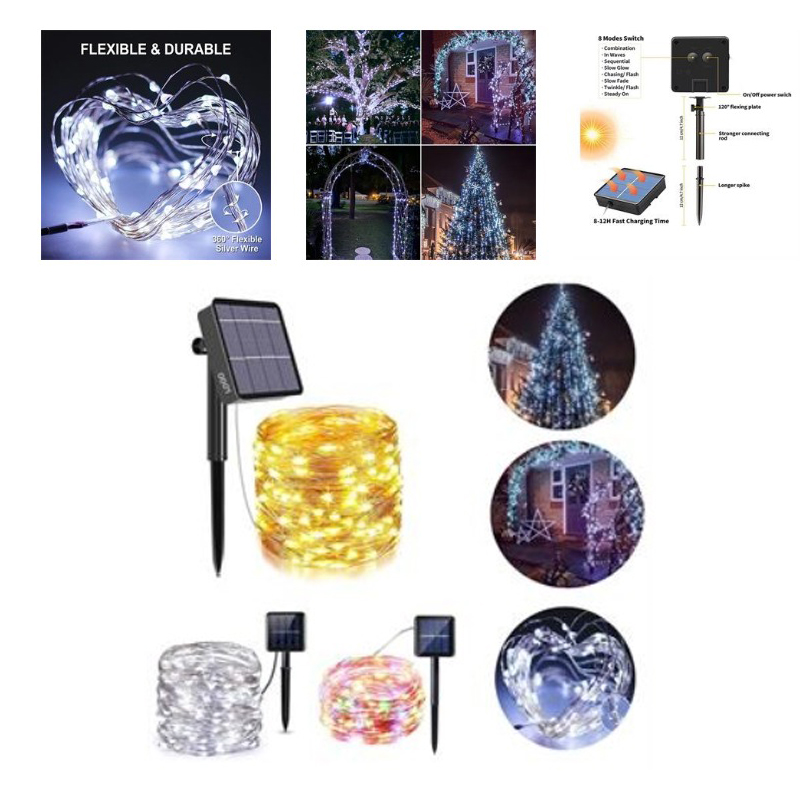 FLEXIBLE & DURABLE
360° Flexible
Silver Wire
8 Modes Switch
· Combination
· In Waves
· Sequential
· Slow Glow
· Chasing/ Flash
· Slow Fade
· Twinkle/ Flash
· Steady On
On/Off power switch
120° flexing plate
Stronger connecting
rod
Longer spike
8-12H Fast Charging Time